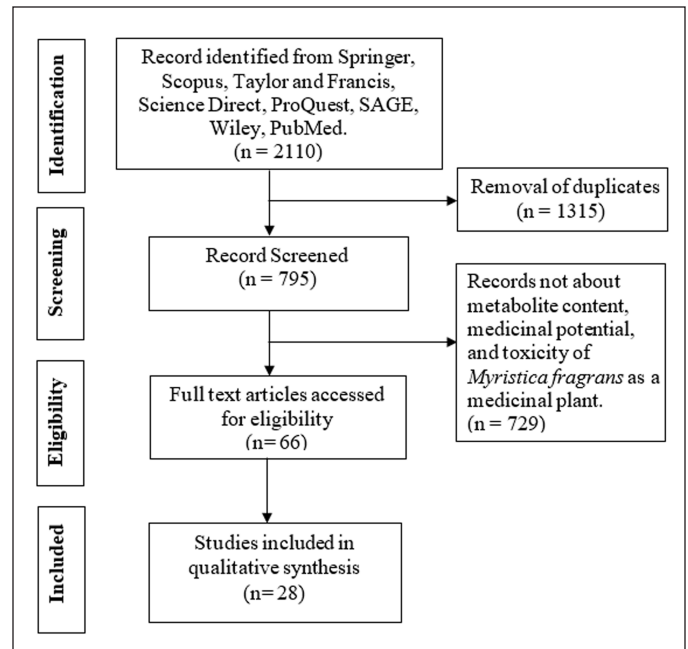 Identification
Record identified from Springer,
Scopus, Taylor and Francis,
Science Direct, ProQuest, SAGE,
Wiley, PubMed.
(n = 2110)
Removal of duplicates
(n = 1315)
Screening
Record Screened
(n = 795)
Records not about
metabolite content,
medicinal potential,
and toxicity of
Myristica fragrans as a
medicinal plant.
(n = 729)
Eligibility
Full text articles accessed
for eligibility
(n= 66)
Included
Studies included in
qualitative synthesis
(n= 28)